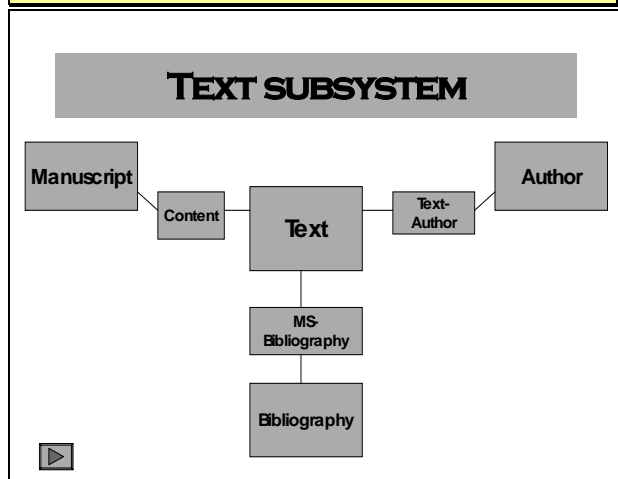 TEXT SUBSYSTEM
Manuscript
Author
Content
Text
Text-
Author
MS-
Bibliography
Bibliography